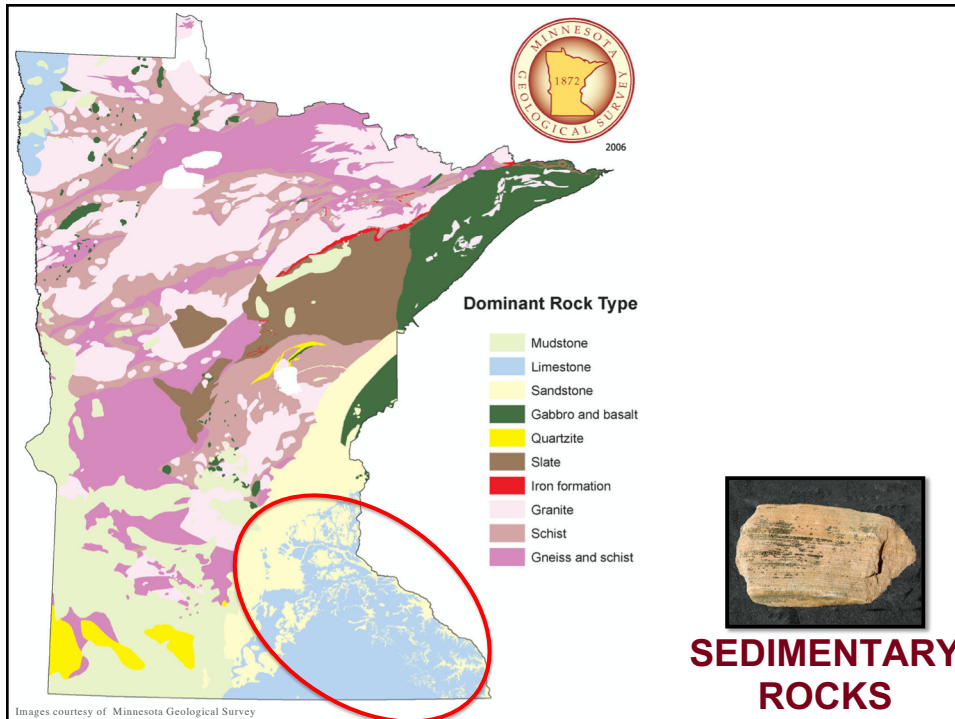 MINNESOTA
GEOLOGICAL SURVEY
1872
2006
Dominant Rock Type
Mudstone
Limestone
Sandstone
Gabbro and basalt
Quartzite
Slate
Iron formation
Granite
Schist
Gneiss and schist
SEDIMENTARY
ROCKS
Images courtesy of Minnesota Geological Survey